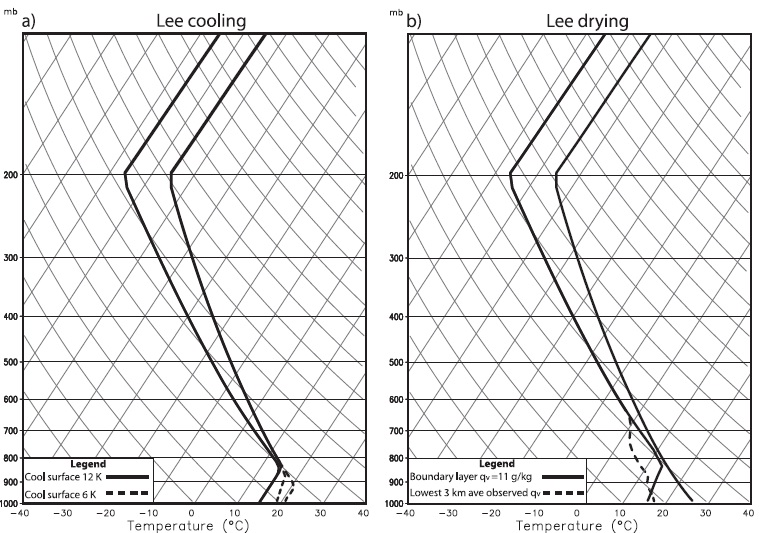 mb
a) Lee cooling
200
300
400
500
600
700
800
900
1000
Legend
Cool surface 12 K
Cool surface 6 K
−40 −30 −20 −10 0 10 20 30 40
Temperature (°C)
mb
b) Lee drying
200
300
400
500
600
700
800
900
1000
Legend
Boundary layer qv=11 g/kg
Lowest 3 km ave observed qv
−40 −30 −20 −10 0 10 20 30 40
Temperature (°C)